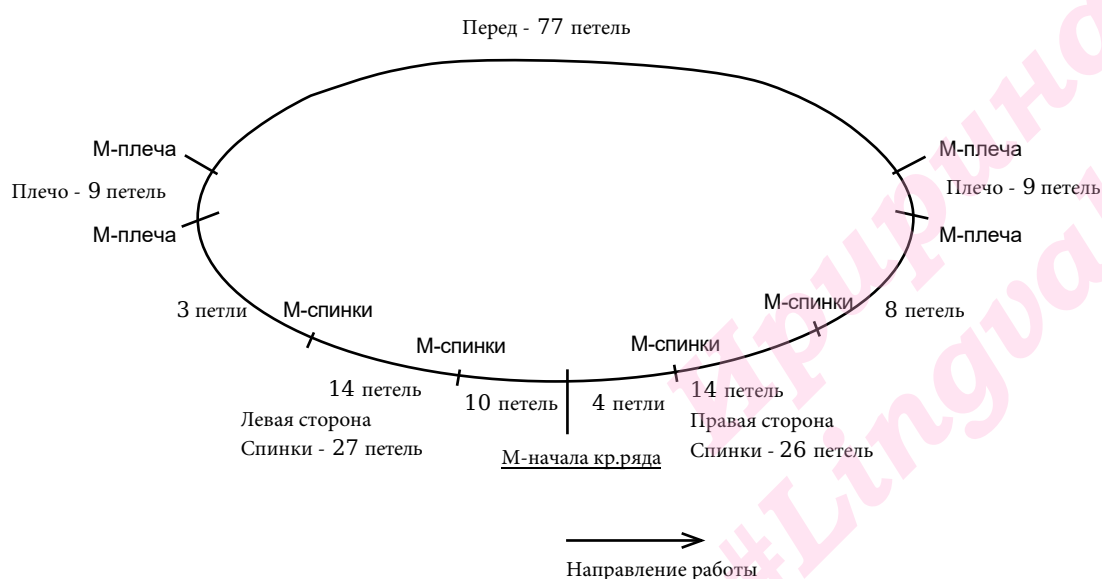 Перед - 77 петель
М-плеча
М-плеча
Плечо - 9 петель
Плечо - 9 петель
М-плеча
М-плеча
М-спинки
М-спинки
3 петли
8 петель
М-спинки
М-спинки
14 петель
10 петель
4 петли
14 петель
Левая сторона
Спинки - 27 петель
Правая сторона
Спинки - 26 петель
М-начала кр.ряда
Направление работы